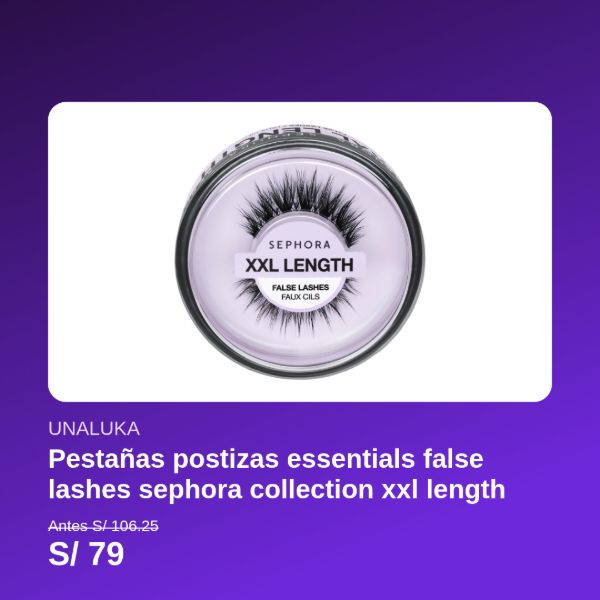 SEPHORA
XXL LENGTH
FALSE LASHES
FAUX CILS
UNALUKA
Pestañas postizas essentials false
lashes sephora collection xxl length
Antes S/ 106.25
S/ 79